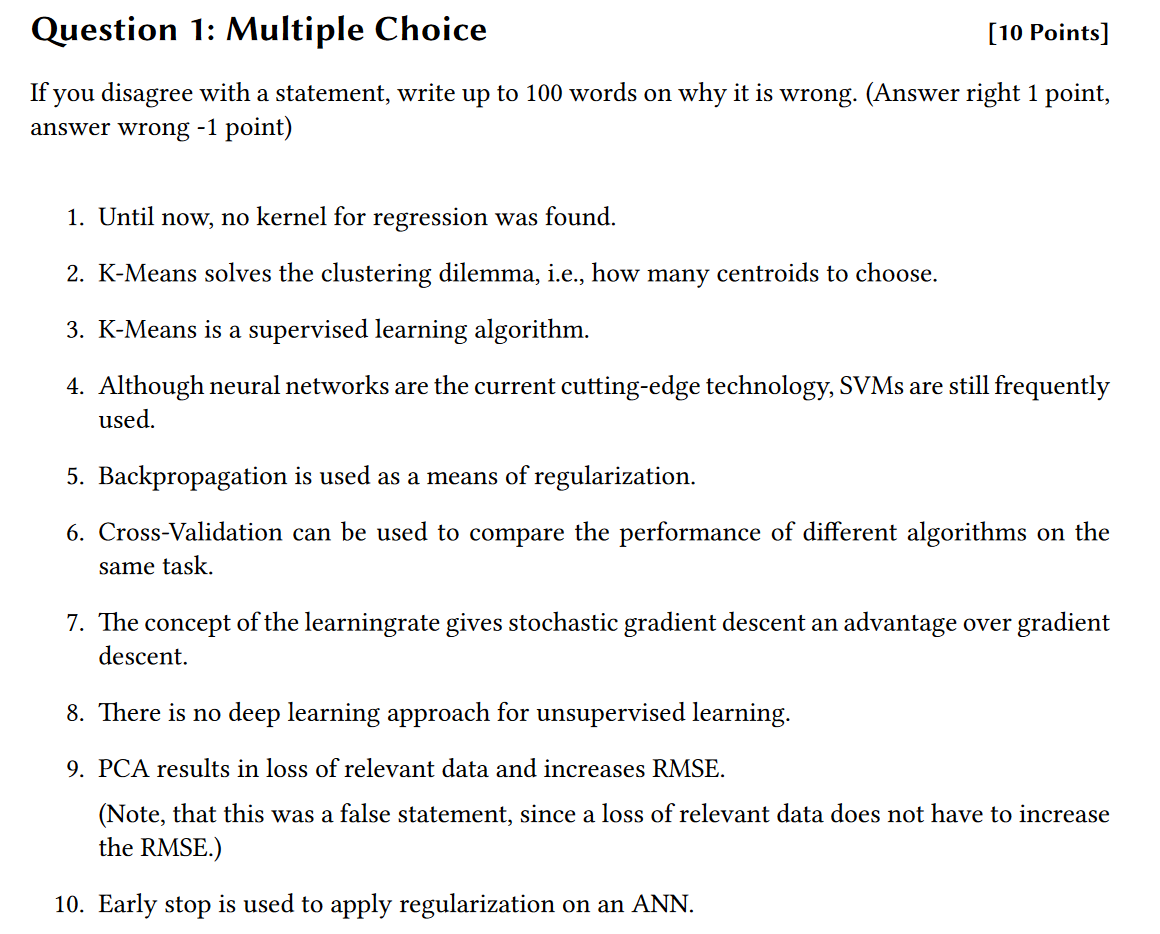 Question 1: Multiple Choice [10 Points]
If you disagree with a statement, write up to 100 words on why it is wrong. (Answer right 1 point,
answer wrong -1 point)
1. Until now, no kernel for regression was found.
2. K-Means solves the clustering dilemma, i.e., how many centroids to choose.
3. K-Means is a supervised learning algorithm.
4. Although neural networks are the current cutting-edge technology, SVMs are still frequently
used.
5. Backpropagation is used as a means of regularization.
6. Cross-Validation can be used to compare the performance of different algorithms on the
same task.
7. The concept of the learningrate gives stochastic gradient descent an advantage over gradient
descent.
8. There is no deep learning approach for unsupervised learning.
9. PCA results in loss of relevant data and increases RMSE.
(Note, that this was a false statement, since a loss of relevant data does not have to increase
the RMSE.)
10. Early stop is used to apply regularization on an ANN.